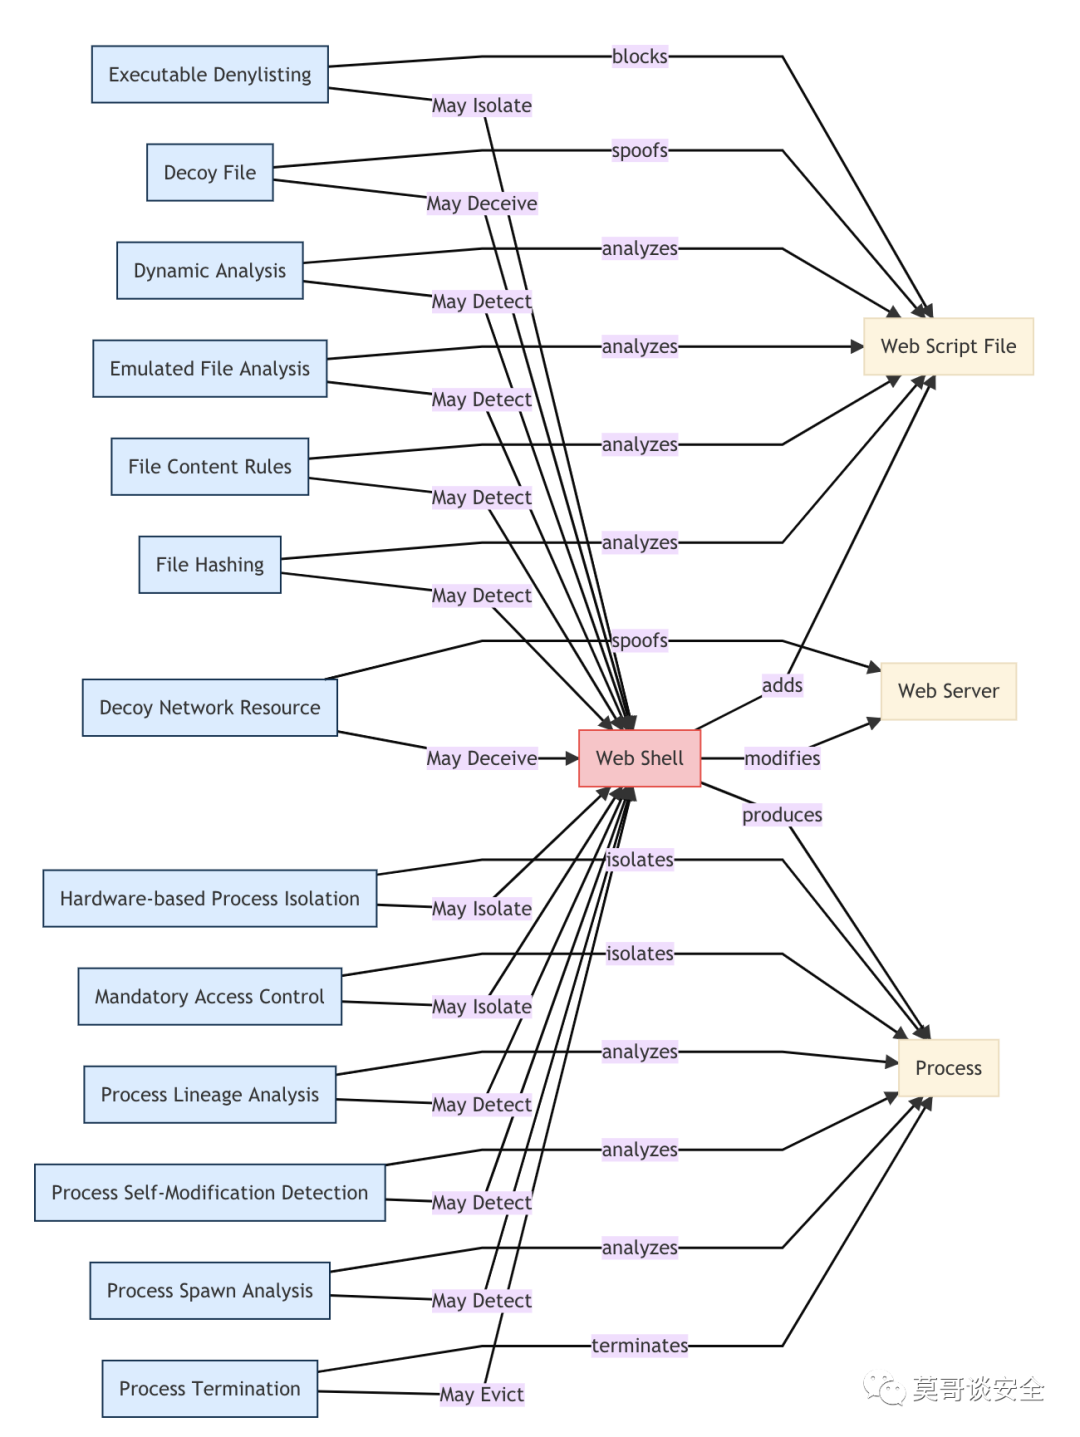 blocks
Executable Denylisting
May Isolate
spoofs
Decoy File
May Deceive
analyzes
Dynamic Analysis
May Detect
analyzes
Web Script File
Emulated File Analysis
May Detect
analyzes
File Content Rules
May Detect
analyzes
File Hashing
May Detect
spoofs
adds
Web Server
Decoy Network Resource
May Deceive
Web Shell
modifies
produces
isolates
Hardware-based Process Isolation
May Isolate
isolates
Mandatory Access Control
May Isolate
analyzes
Process
Process Lineage Analysis
May Detect
analyzes
Process Self-Modification Detection
May Detect
analyzes
Process Spawn Analysis
May Detect
terminates
Process Termination
May Evict
莫哥谈安全